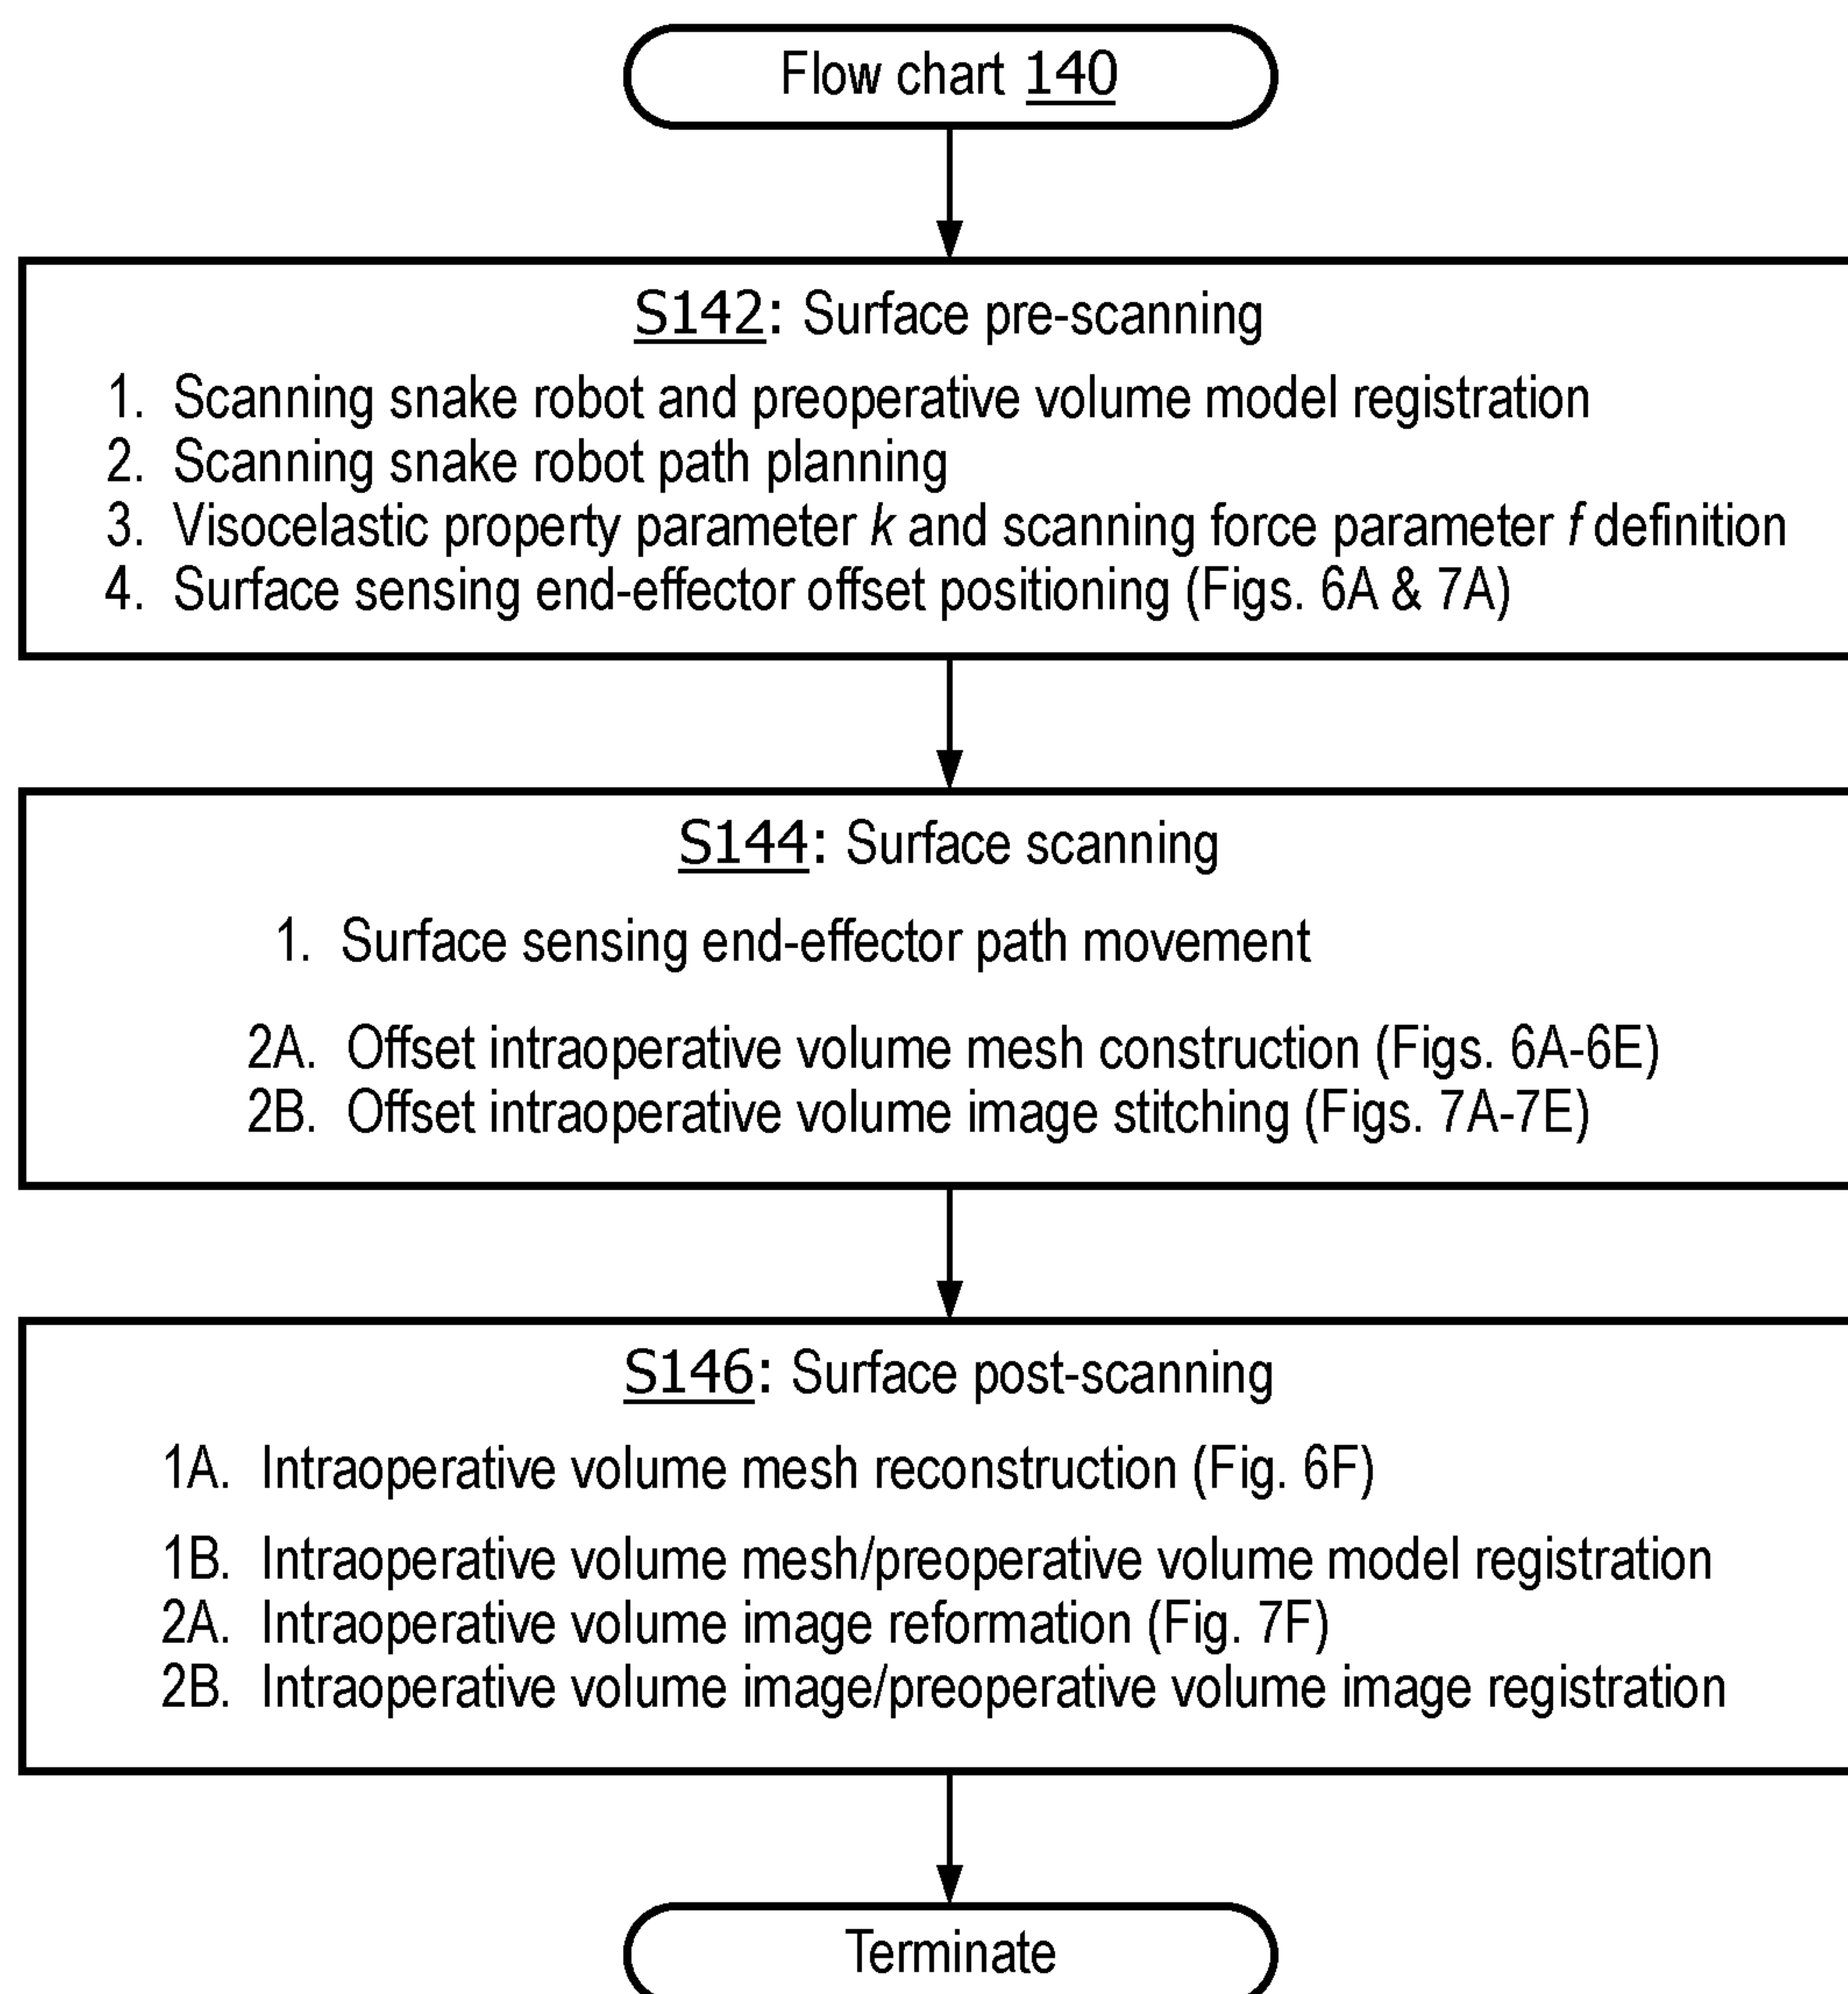 Flow chart 140
S142: Surface pre-scanning
1. Scanning snake robot and preoperative volume model registration
2. Scanning snake robot path planning
3. Visocelastic property parameter k and scanning force parameter f definition
4. Surface sensing end-effector offset positioning (Figs. 6A & 7A)
S144: Surface scanning
1. Surface sensing end-effector path movement
2A. Offset intraoperative volume mesh construction (Figs. 6A-6E)
2B. Offset intraoperative volume image stitching (Figs. 7A-7E)
S146: Surface post-scanning
1A. Intraoperative volume mesh reconstruction (Fig. 6F)
1B. Intraoperative volume mesh/preoperative volume model registration
2A. Intraoperative volume image reformation (Fig. 7F)
2B. Intraoperative volume image/preoperative volume image registration
Terminate